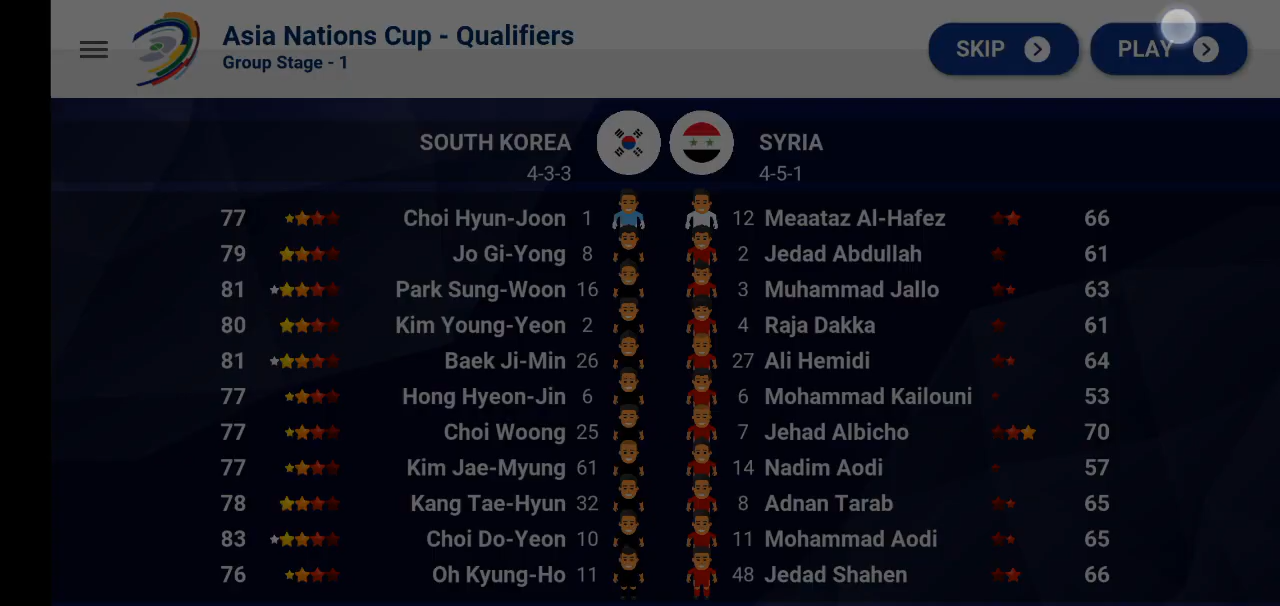 Asia Nations Cup - Qualifiers
Group Stage - 1
SKIP
PLAY
SOUTH KOREA SYRIA
4-3-3 4-5-1
77 Choi Hyun-Joon 1 12 Meaataz Al-Hafez 66
79 Jo Gi-Yong 8 2 Jedad Abdullah 61
81 Park Sung-Woon 16 3 Muhammad Jallo 63
80 Kim Young-Yeon 2 4 Raja Dakka 61
81 Baek Ji-Min 26 27 Ali Hemidi 64
77 Hong Hyeon-Jin 6 6 Mohammad Kailouni 53
77 Choi Woong 25 7 Jehad Albicho 70
77 Kim Jae-Myung 61 14 Nadim Aodi 57
78 Kang Tae-Hyun 32 8 Adnan Tarab 65
83 Choi Do-Yeon 10 11 Mohammad Aodi 65
76 Oh Kyung-Ho 11 48 Jedad Shahen 66